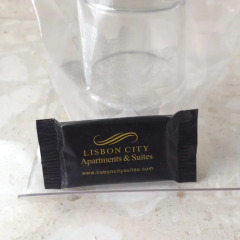 LISBON CITY
Apartments & Suites
www.lisboncitysuites.com